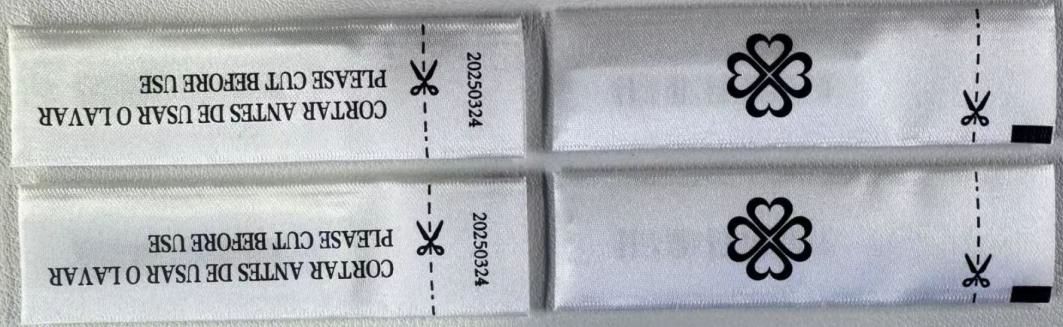 CORTAR ANTES DE USAR O LAVAR
PLEASE CUT BEFORE USE
20250324
CORTAR ANTES DE USAR O LAVAR
PLEASE CUT BEFORE USE
20250324